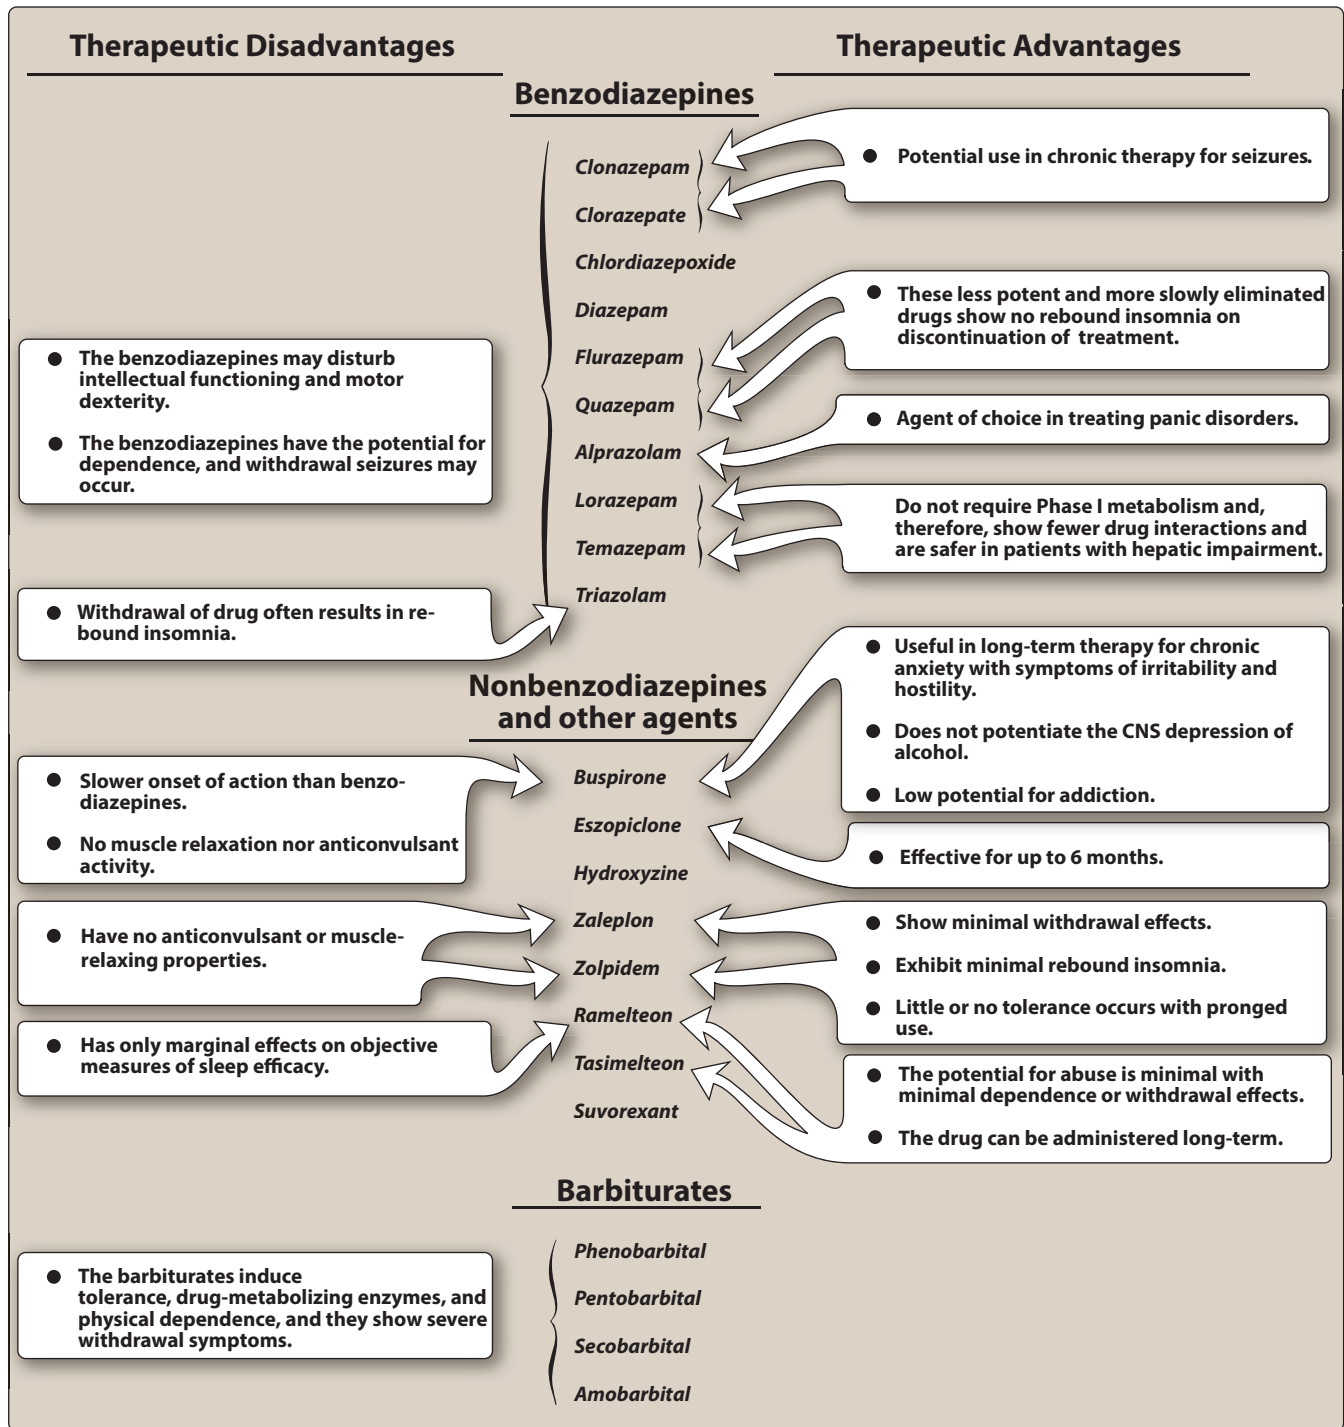 Therapeutic Disadvantages
Therapeutic Advantages
Benzodiazepines
Clonazepam
Clorazepate
Chlordiazepoxide
Diazepam
Flurazepam
Quazepam
Alprazolam
Lorazepam
Temazepam
Triazolam
● Potential use in chronic therapy for seizures.
● These less potent and more slowly eliminated
drugs show no rebound insomnia on
discontinuation of treatment.
● Agent of choice in treating panic disorders.
Do not require Phase I metabolism and,
therefore, show fewer drug interactions and
are safer in patients with hepatic impairment.
● The benzodiazepines may disturb
intellectual functioning and motor
dexterity.
● The benzodiazepines have the potential for
dependence, and withdrawal seizures may
occur.
● Withdrawal of drug often results in re-
bound insomnia.
Nonbenzodiazepines
and other agents
Buspirone
Eszopiclone
Hydroxyzine
Zaleplon
Zolpidem
Ramelteon
Tasimelteon
Suvorexant
● Useful in long-term therapy for chronic
anxiety with symptoms of irritability and
hostility.
● Does not potentiate the CNS depression of
alcohol.
● Low potential for addiction.
● Effective for up to 6 months.
● Show minimal withdrawal effects.
● Exhibit minimal rebound insomnia.
● Little or no tolerance occurs with pronged
use.
● The potential for abuse is minimal with
minimal dependence or withdrawal effects.
● The drug can be administered long-term.
● Slower onset of action than benzo-
diazepines.
● No muscle relaxation nor anticonvulsant
activity.
● Have no anticonvulsant or muscle-
relaxing properties.
● Has only marginal effects on objective
measures of sleep efficacy.
Barbiturates
Phenobarbital
Pentobarbital
Secobarbital
Amobarbital
● The barbiturates induce
tolerance, drug-metabolizing enzymes, and
physical dependence, and they show severe
withdrawal symptoms.